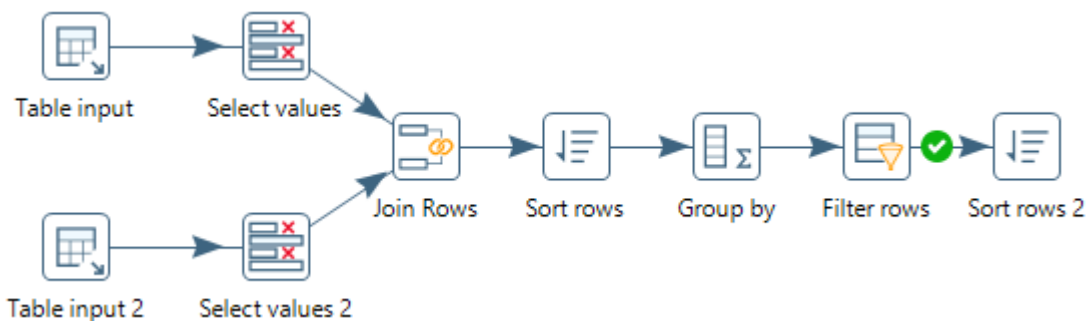 Table input
Select values
Join Rows
Sort rows
Group by
Filter rows
Sort rows 2
Table input 2
Select values 2